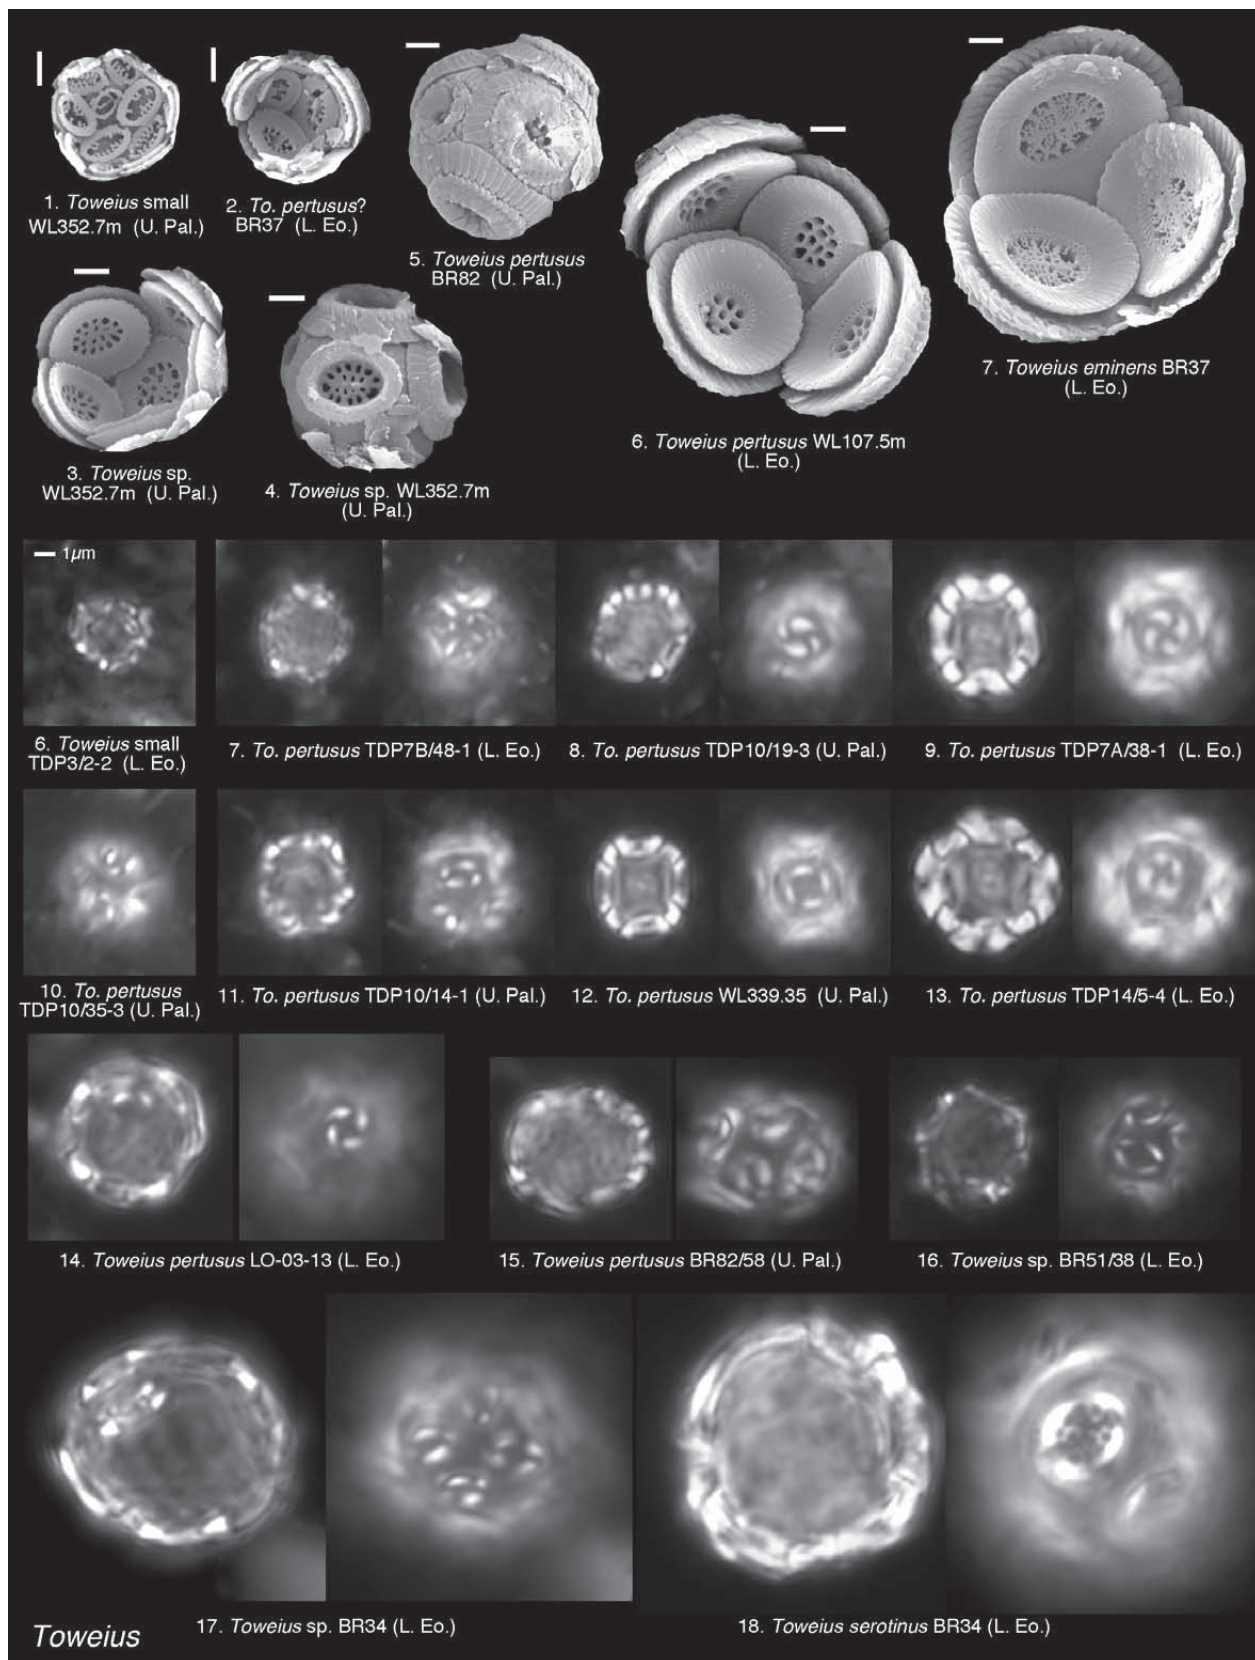 1. Toweius small
WL352.7m (U. Pal.)
2. To. pertusus?
BR37 (L. Eo.)
5. Toweius pertusus
BR82 (U. Pal.)
7. Toweius eminens BR37
(L. Eo.)
3. Toweius sp.
WL352.7m (U. Pal.)
4. Toweius sp. WL352.7m
(U. Pal.)
6. Toweius pertusus WL107.5m
(L. Eo.)
1µm
6. Toweius small
TDP3/2-2 (L. Eo.)
7. To. pertusus TDP7B/48-1 (L. Eo.)
8. To. pertusus TDP10/19-3 (U. Pal.)
9. To. pertusus TDP7A/38-1 (L. Eo.)
10. To. pertusus
TDP10/35-3 (U. Pal.)
11. To. pertusus TDP10/14-1 (U. Pal.)
12. To. pertusus WL339.35 (U. Pal.)
13. To. pertusus TDP14/5-4 (L. Eo.)
14. Toweius pertusus LO-03-13 (L. Eo.)
15. Toweius pertusus BR82/58 (U. Pal.)
16. Toweius sp. BR51/38 (L. Eo.)
17. Toweius sp. BR34 (L. Eo.)
18. Toweius serotinus BR34 (L. Eo.)
Toweius